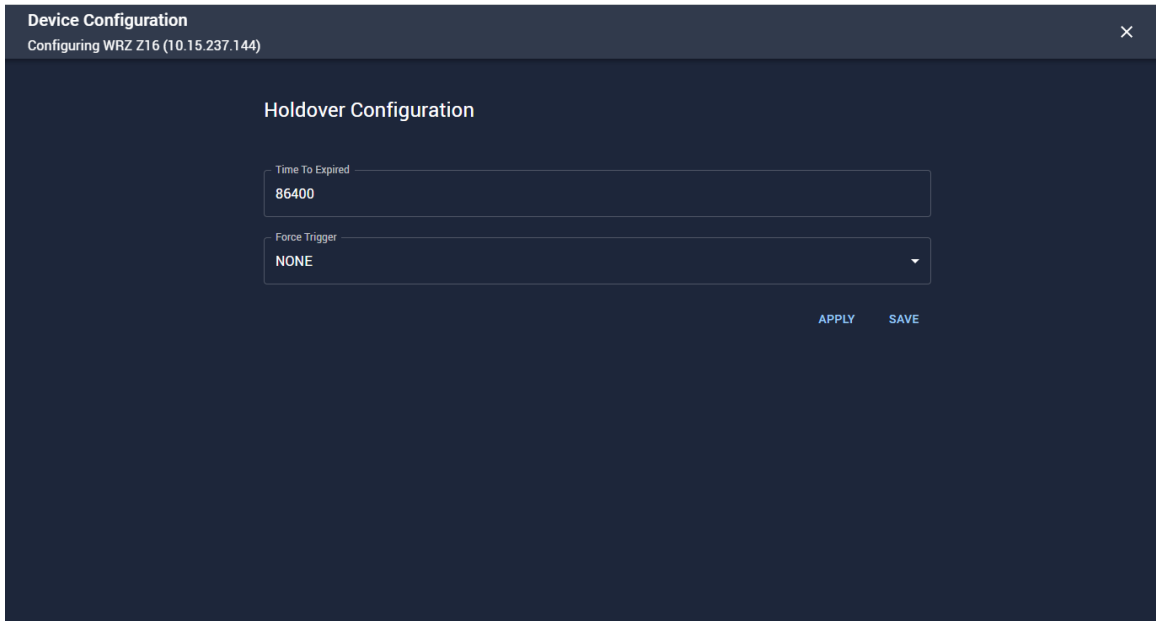 Device Configuration
Configuring WRZ Z16 (10.15.237.144)
Holdover Configuration
Time To Expired
86400
Force Trigger
NONE
APPLY SAVE